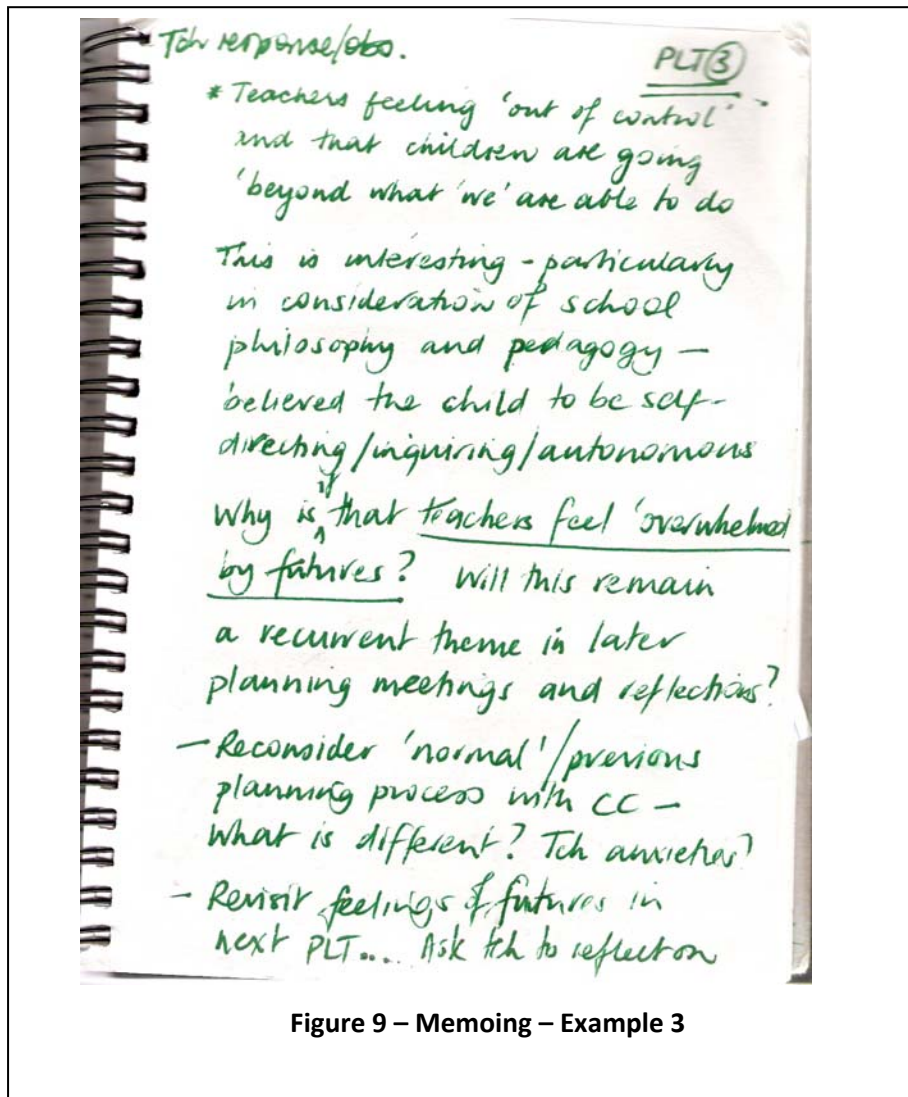 Tch response/obs.
PLT ③
* Teachers feeling 'out of control'
and that children are going
'beyond what 'we' are able to do
This is interesting - particularly
in consideration of school
philosophy and pedagogy —
believed the child to be self-
directing/inquiring/autonomous
Why is it that teachers feel 'overwhelmed
by futures? Will this remain
a recurrent theme in later
planning meetings and reflections?
— Reconsider 'normal'/previous
planning process with CC —
what is different? Tch anxieties?
- Revisit feelings of futures in
next PLT... Ask tch to reflect on
Figure 9 – Memoing – Example 3